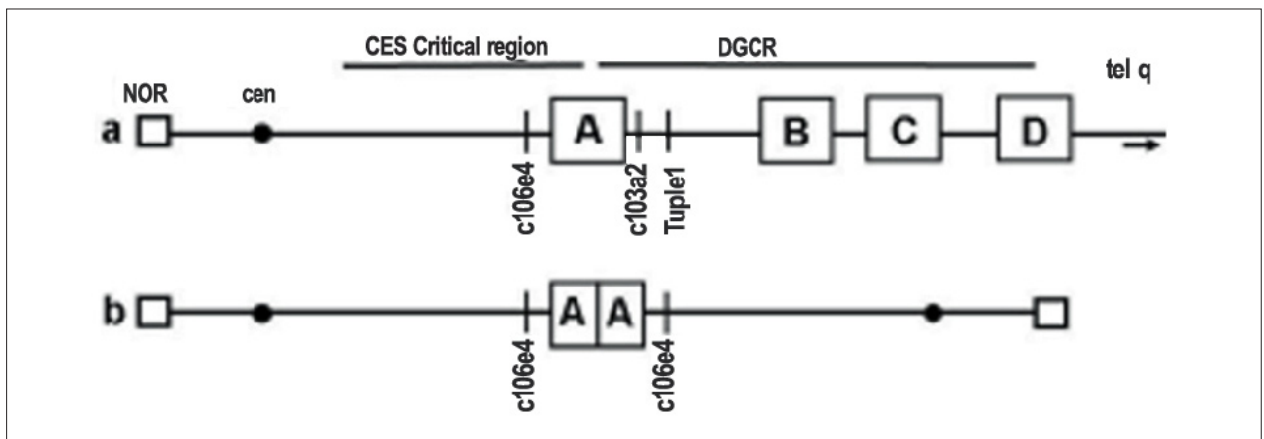 CES Critical region DGCR
tel q
NOR cen
a A B C D
c106e4 c103a2 Tuple1
b A A
c106e4 c106e4